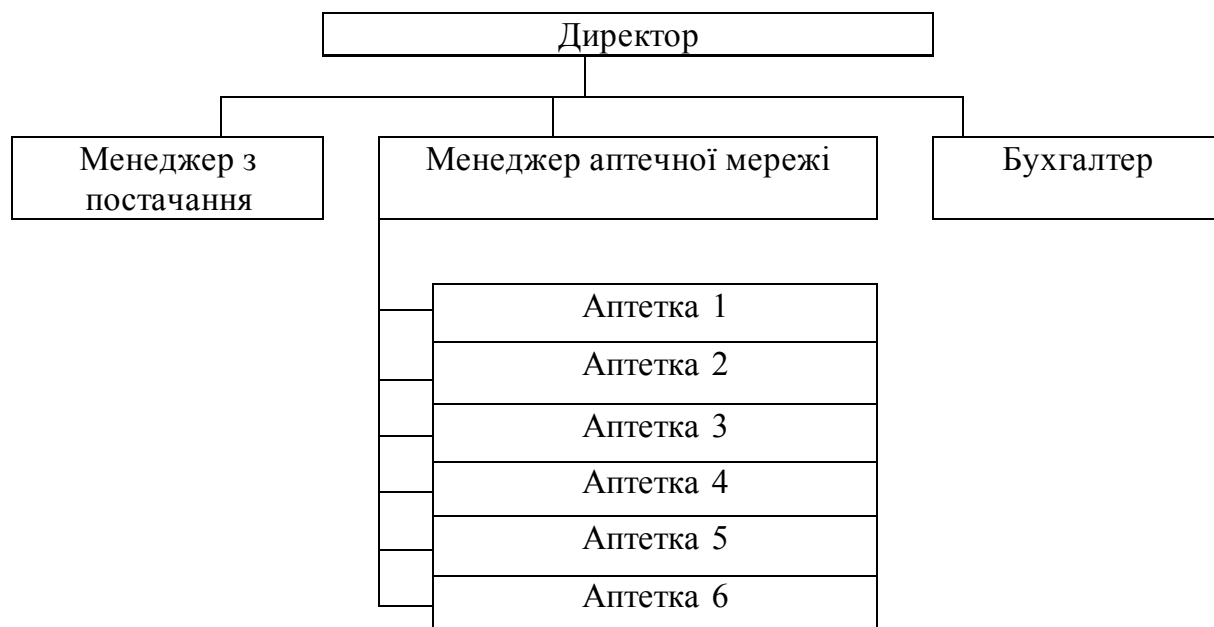 Директор
Менеджер з
постачання
Менеджер аптечної мережі
Бухгалтер
Аптетка 1
Аптетка 2
Аптетка 3
Аптетка 4
Аптетка 5
Аптетка 6